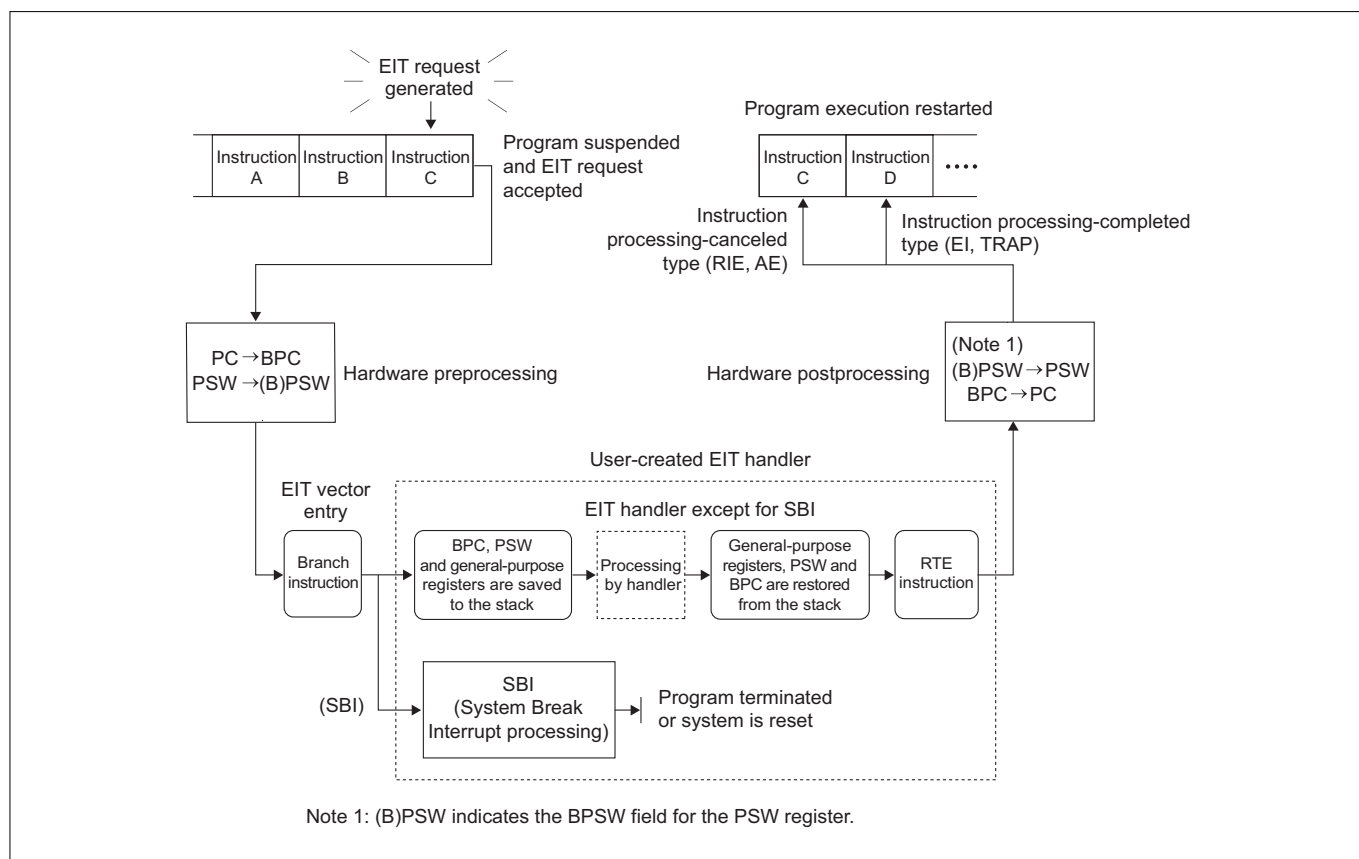 EIT request
generated
Program execution restarted
Instruction
A
Instruction
B
Instruction
C
Program suspended
and EIT request
accepted
Instruction
C
Instruction
D
....
Instruction
processing-canceled
type (RIE, AE)
Instruction processing-completed
type (EI, TRAP)
PC→BPC
PSW→(B)PSW
Hardware preprocessing
Hardware postprocessing
(Note 1)
(B)PSW→PSW
BPC→PC
User-created EIT handler
EIT vector
entry
EIT handler except for SBI
Branch
instruction
BPC, PSW
and general-purpose
registers are saved
to the stack
Processing
by handler
General-purpose
registers, PSW and
BPC are restored
from the stack
RTE
instruction
(SBI)
SBI
(System Break
Interrupt processing)
Program terminated
or system is reset
Note 1: (B)PSW indicates the BPSW field for the PSW register.